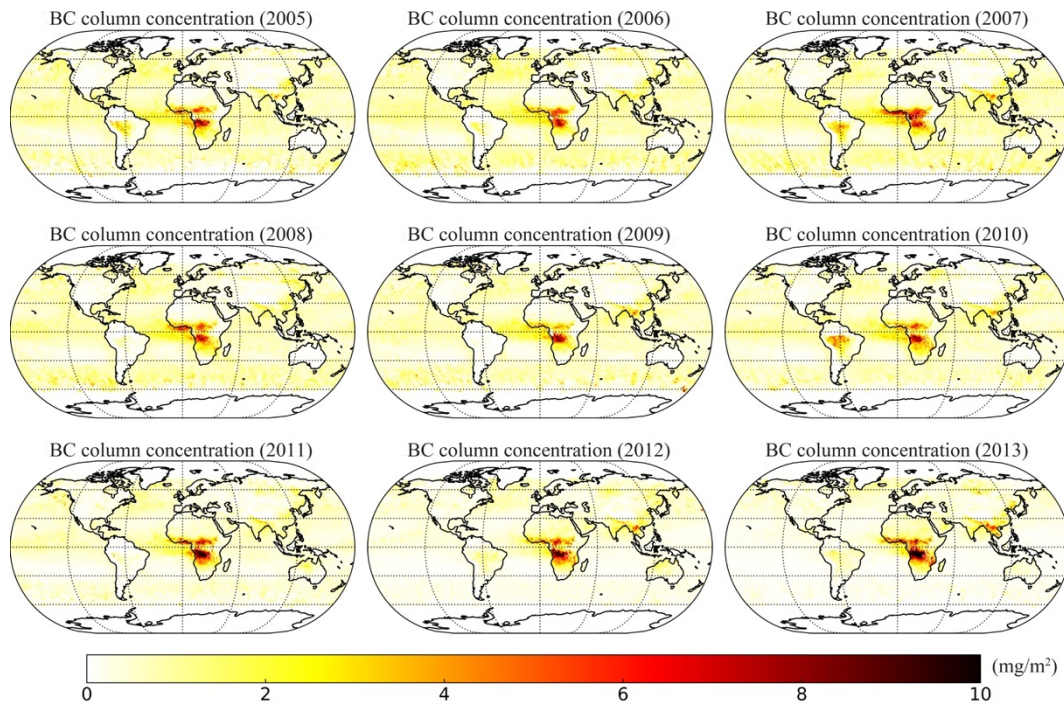 BC column concentration (2005)
BC column concentration (2006)
BC column concentration (2007)
BC column concentration (2008)
BC column concentration (2009)
BC column concentration (2010)
BC column concentration (2011)
BC column concentration (2012)
BC column concentration (2013)
(mg/m²)
0 2 4 6 8 10